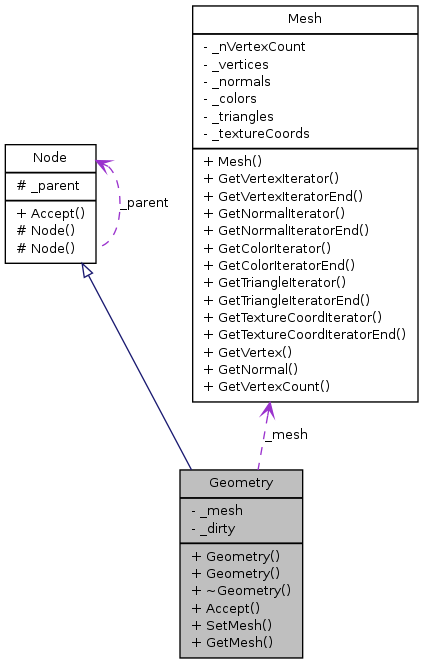 Mesh
- _nVertexCount
- _vertices
- _normals
- _colors
- _triangles
- _textureCoords
+ Mesh()
+ GetVertexIterator()
+ GetVertexIteratorEnd()
+ GetNormalIterator()
+ GetNormalIteratorEnd()
+ GetColorIterator()
+ GetColorIteratorEnd()
+ GetTriangleIterator()
+ GetTriangleIteratorEnd()
+ GetTextureCoordIterator()
+ GetTextureCoordIteratorEnd()
+ GetVertex()
+ GetNormal()
+ GetVertexCount()
Node
# _parent
+ Accept()
# Node()
# Node()
_parent
_mesh
Geometry
- _mesh
- _dirty
+ Geometry()
+ Geometry()
+ ~Geometry()
+ Accept()
+ SetMesh()
+ GetMesh()